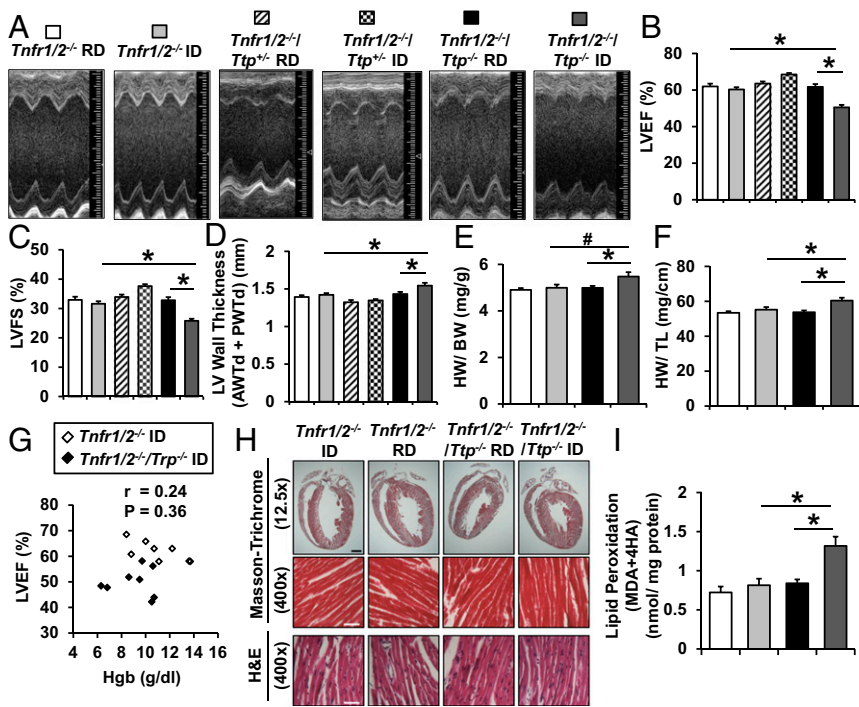 A
Tnfr1/2-/- RD
Tnfr1/2-/- ID
Tnfr1/2-/-/
Ttp+/- RD
Tnfr1/2-/-/
Ttp+/- ID
Tnfr1/2-/-/
Ttp-/- RD
Tnfr1/2-/-/
Ttp-/- ID
B
LVEF (%)
80
60
40
20
0
*
*
C
LVFS (%)
50
40
30
20
10
0
*
*
D
LV Wall Thickness
(AWTd + PWTd) (mm)
2
1.5
1
0.5
0
*
*
E
HW/ BW (mg/g)
6
4
2
0
#
*
F
HW/ TL (mg/cm)
80
60
40
20
0
*
*
G
Tnfr1/2-/- ID
Tnfr1/2-/-/Trp-/- ID
r = 0.24
P = 0.36
LVEF (%)
80
70
60
50
40
30
4 6 8 10 12 14 16
Hgb (g/dl)
H
Tnfr1/2-/-
ID
Tnfr1/2-/-
RD
Tnfr1/2-/-
/Ttp-/- RD
Tnfr1/2-/-
/Ttp-/- ID
Masson-Trichrome
(12.5x)
(400x)
H&E
(400x)
I
Lipid Peroxidation
(MDA+4HA)
(nmol/ mg protein)
2
1.5
1
0.5
0
*
*